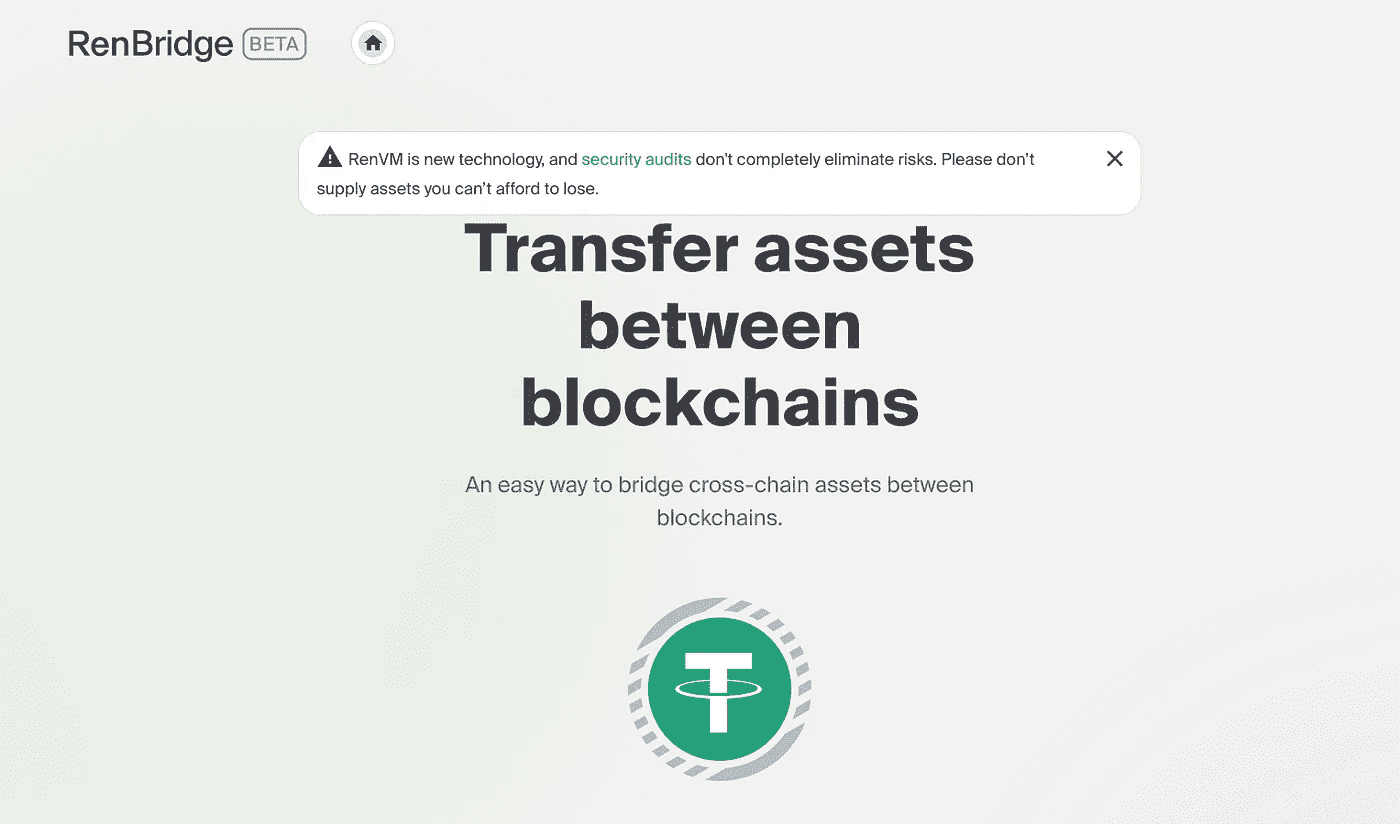 RenBridge BETA
RenVM is new technology, and security audits don't completely eliminate risks. Please don’t
supply assets you can’t afford to lose.
Transfer assets
between
blockchains
An easy way to bridge cross-chain assets between
blockchains.